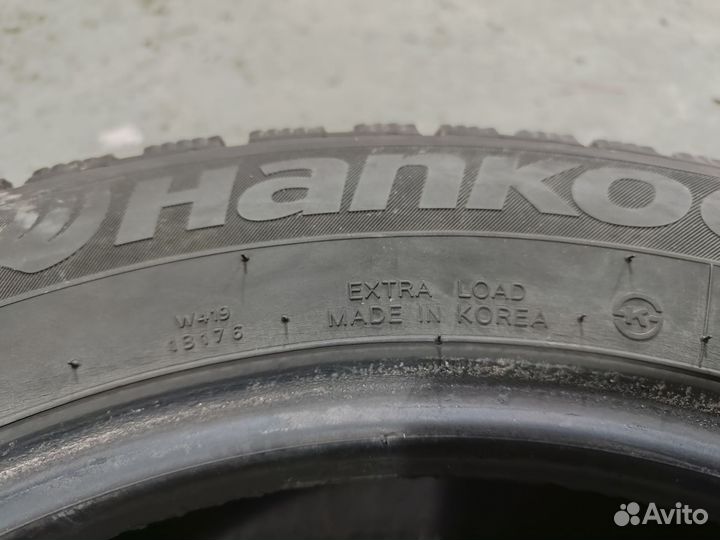 Hankoo
EXTRA LOAD
MADE IN KOREA
K
W419
18176
Avito